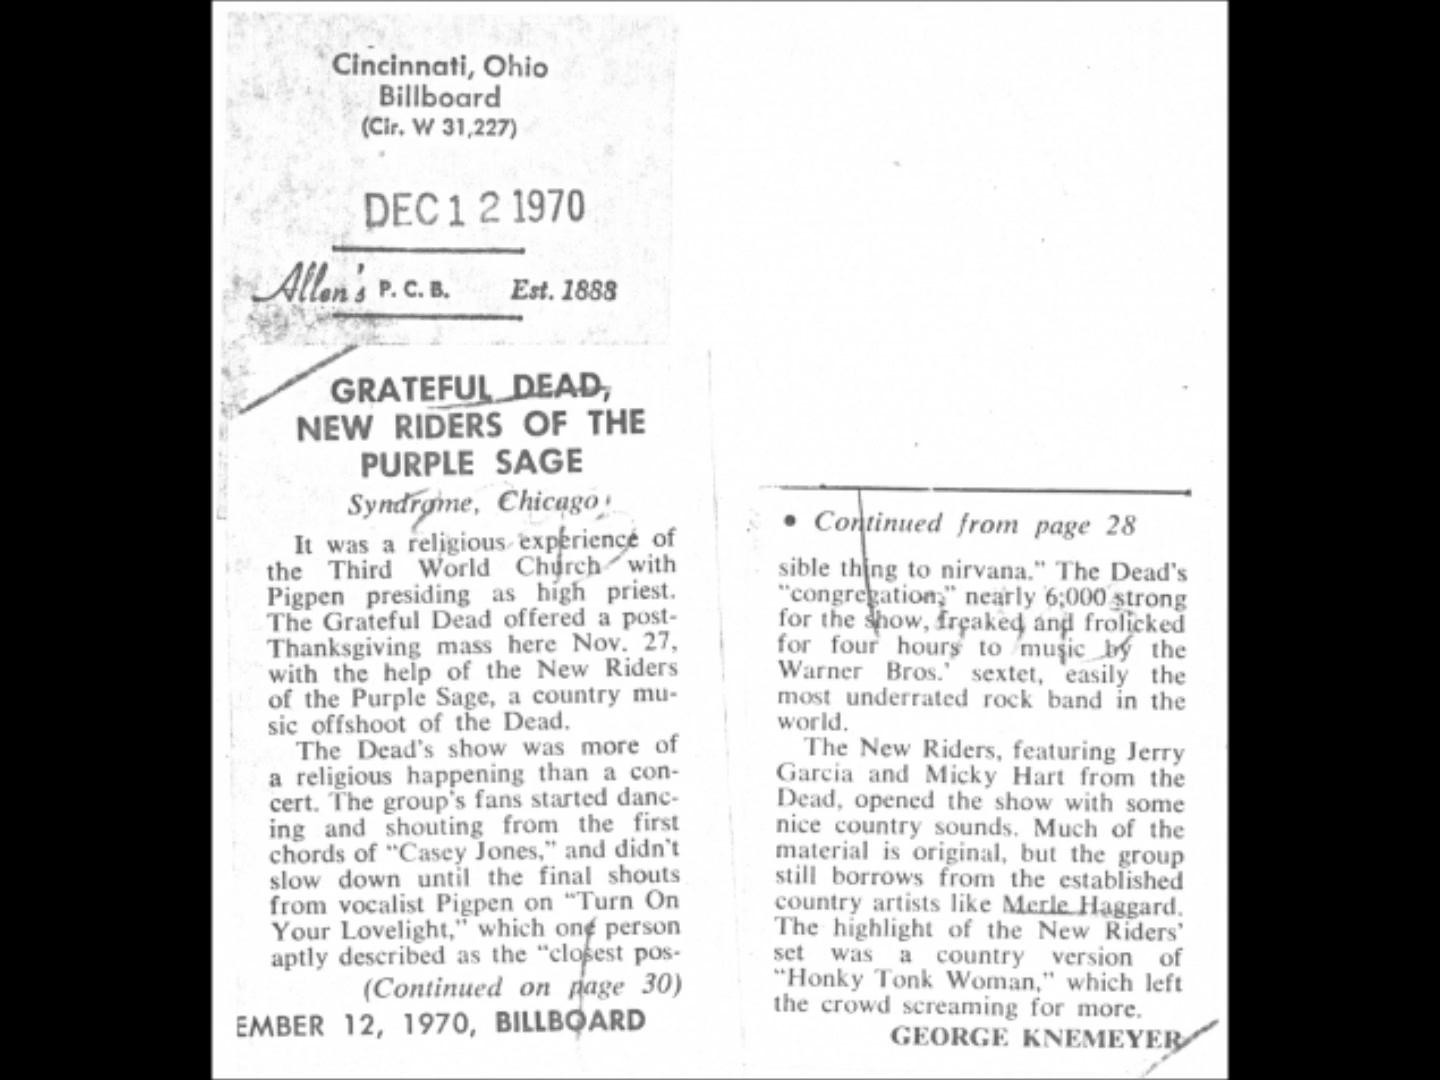 Cincinnati, Ohio
Billboard
(Cir. W 31,227)
DEC 12 1970
Allen's P. C. B. Est. 1888
GRATEFUL DEAD,
NEW RIDERS OF THE
PURPLE SAGE
Syndrome, Chicago
It was a religious experience of
the Third World Church with
Pigpen presiding as high priest.
The Grateful Dead offered a post-
Thanksgiving mass here Nov. 27,
with the help of the New Riders
of the Purple Sage, a country mu-
sic offshoot of the Dead.
The Dead's show was more of
a religious happening than a con-
cert. The group's fans started danc-
ing and shouting from the first
chords of "Casey Jones," and didn't
slow down until the final shouts
from vocalist Pigpen on "Turn On
Your Lovelight," which one person
aptly described as the "closest pos-
(Continued on page 30)
EMBER 12, 1970, BILLBOARD
• Continued from page 28
sible thing to nirvana." The Dead's
"congregation," nearly 6,000 strong
for the show, freaked and frolicked
for four hours to music by the
Warner Bros.' sextet, easily the
most underrated rock band in the
world.
The New Riders, featuring Jerry
Garcia and Micky Hart from the
Dead, opened the show with some
nice country sounds. Much of the
material is original, but the group
still borrows from the established
country artists like Merle Haggard.
The highlight of the New Riders'
set was a country version of
"Honky Tonk Woman," which left
the crowd screaming for more.
GEORGE KNEMEYER